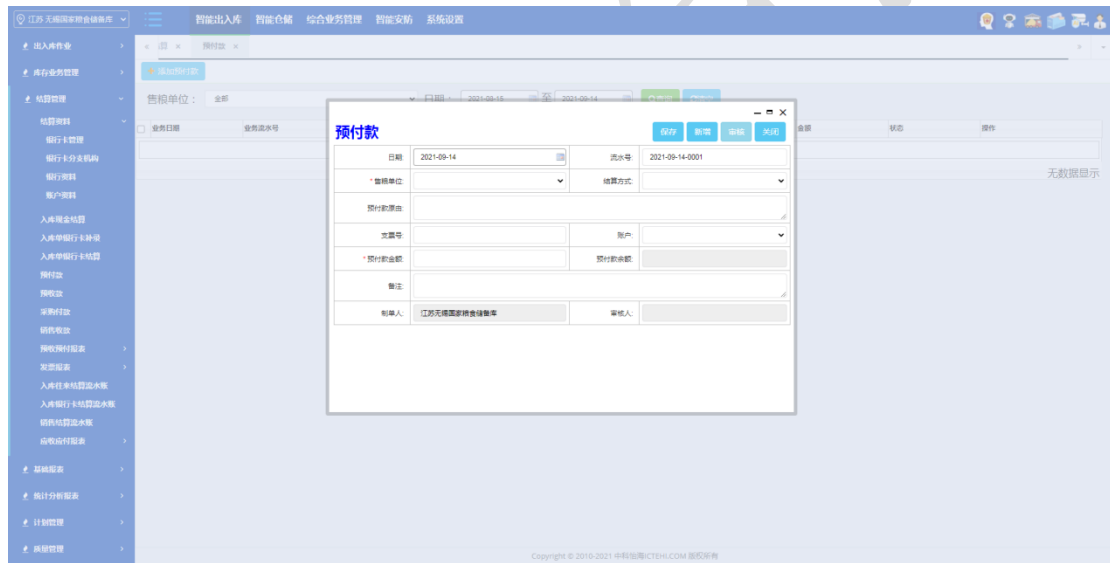 江苏 无锡国家粮食储备库
智能出入库 智能仓储 综合业务管理 智能安防 系统设置
出入库作业
库存业务管理
结算管理
结算资料
银行卡管理
银行卡分支机构
银行资料
账户资料
入库现金结算
入库单银行卡补录
入库单银行卡结算
预付款
预收款
采购付款
销售收款
预收预付报表
发票报表
入库往来结算流水账
入库银行卡结算流水账
销售结算流水账
应收应付报表
基础报表
统计分析报表
计划管理
质量管理
预付款
添加预付款
售粮单位： 全部 日期： 2021-08-15 至 2021-09-14
业务日期 业务流水号 金额 状态 操作
无数据显示
预付款
保存 新增 审核 关闭
日期: 2021-09-14 流水号: 2021-09-14-0001
*售粮单位: 结算方式:
预付款原由:
支票号: 账户:
*预付款金额: 预付款余额:
备注:
制单人: 江苏无锡国家粮食储备库 审核人:
Copyright © 2010-2021 中科怡海ICTEHI.COM 版权所有